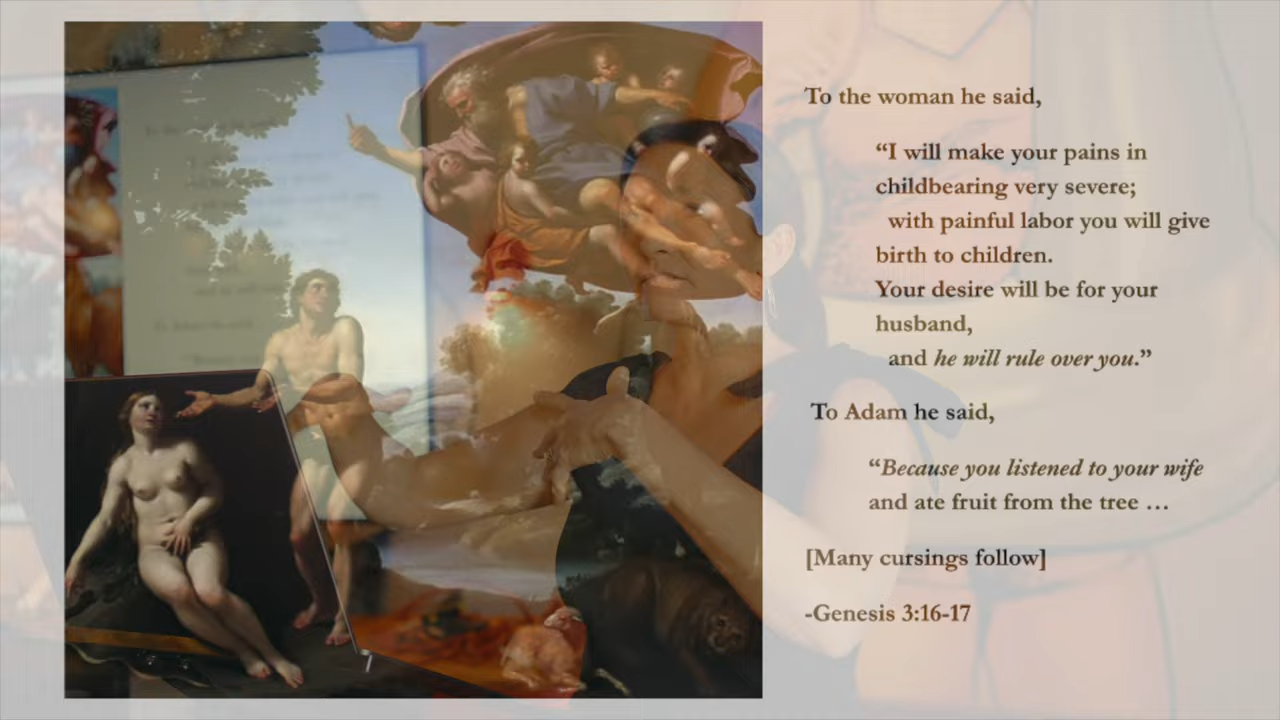 To the woman he said,
“I will make your pains in
childbearing very severe;
with painful labor you will give
birth to children.
Your desire will be for your
husband,
and he will rule over you.”
To Adam he said,
“Because you listened to your wife
and ate fruit from the tree …
[Many cursings follow]
-Genesis 3:16-17